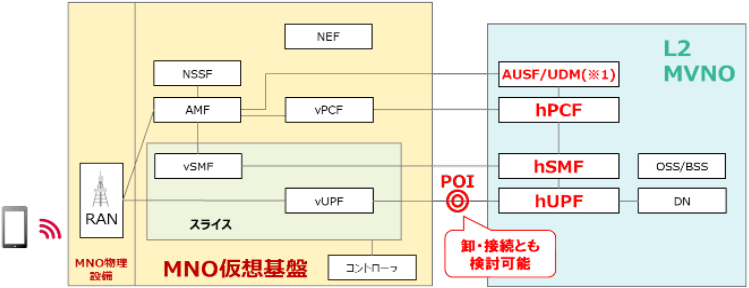 NEF
L2
MVNO
NSSF
AUSF/UDM(※1)
AMF
vPCF
hPCF
vSMF
hSMF
OSS/BSS
POI
RAN
vUPF
hUPF
DN
スライス
卸・接続とも
検討可能
MNO物理
設備
MNO仮想基盤
コントローラ